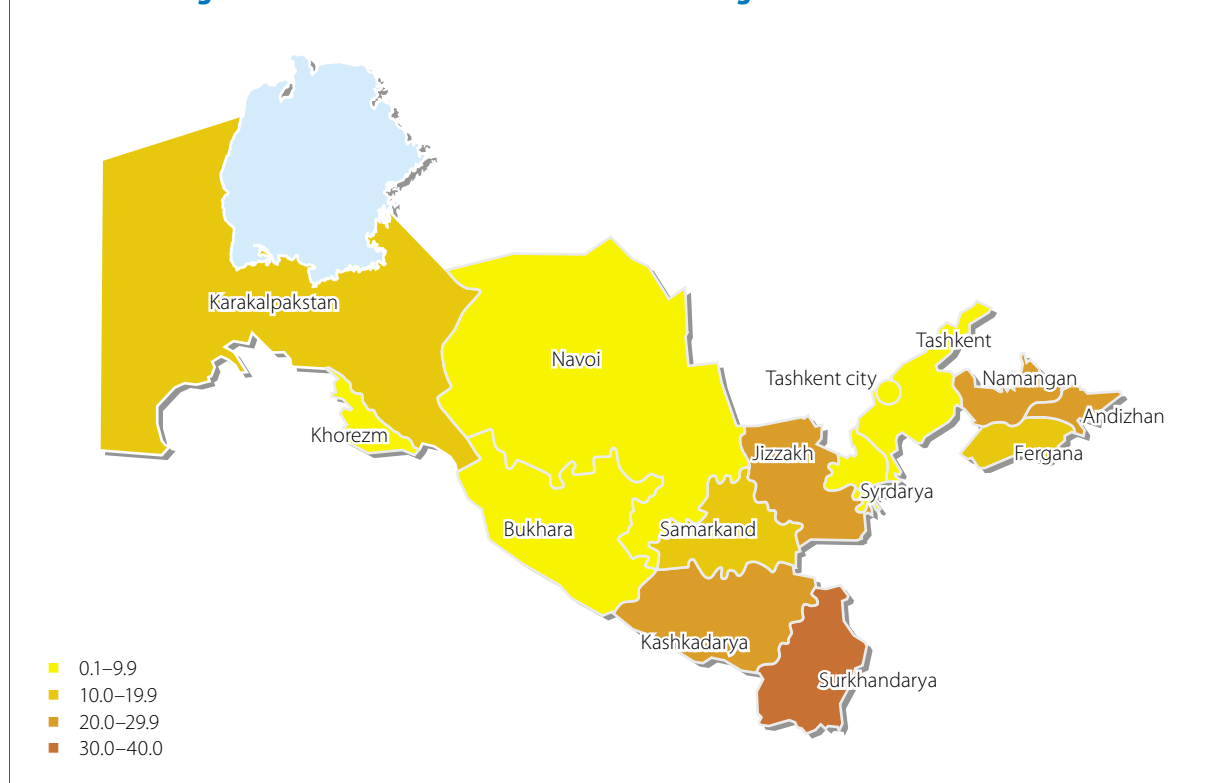 Karakalpakstan
Navoi
Tashkent
Tashkent city
Namangan
Andizhan
Khorezm
Jizzakh
Fergana
Syrdarya
Bukhara
Samarkand
Kashkadarya
Surkhandarya
0.1–9.9
10.0–19.9
20.0–29.9
30.0–40.0